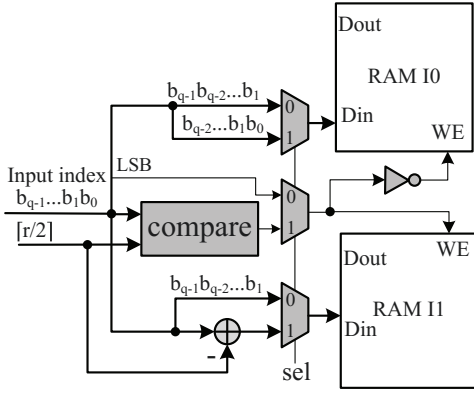 Dout
RAM I0
b_{q-1}b_{q-2}...b_1
0
Din
b_{q-2}...b_1b_0
1
WE
LSB
Input index
0
b_{q-1}...b_1b_0
compare
1
⌈r/2⌉
WE
Dout
b_{q-1}b_{q-2}...b_1
0
RAM I1
1
Din
-
sel